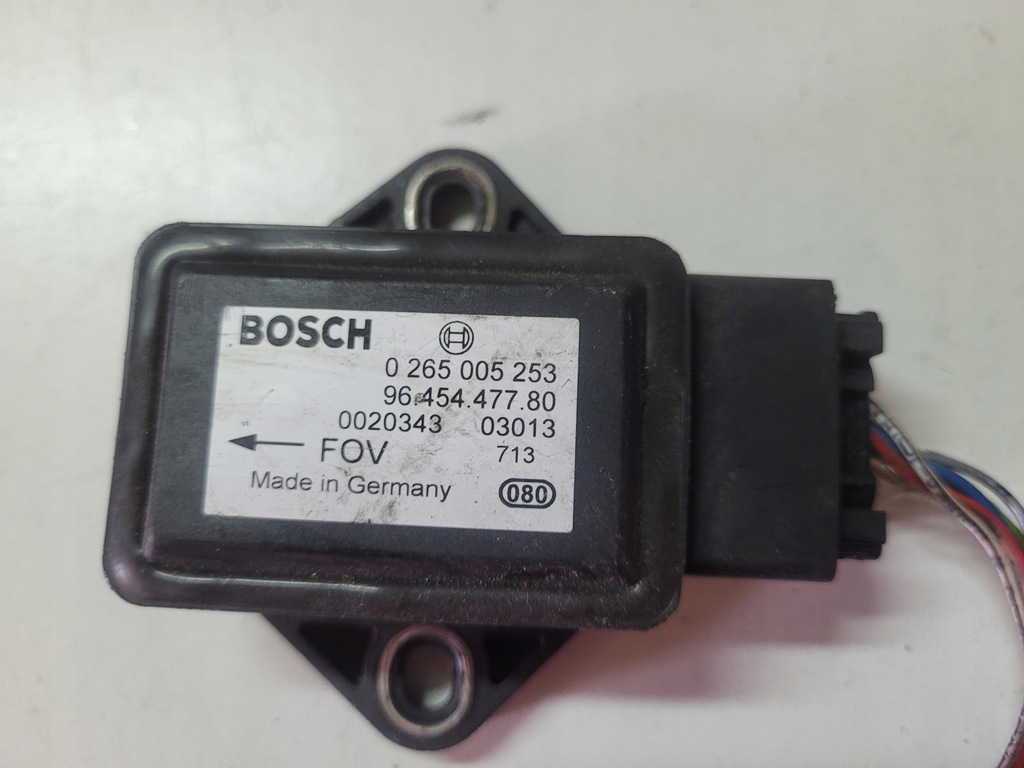 BOSCH
0 265 005 253
96.454.477.80
0020343 03013
FOV 713
Made in Germany 080